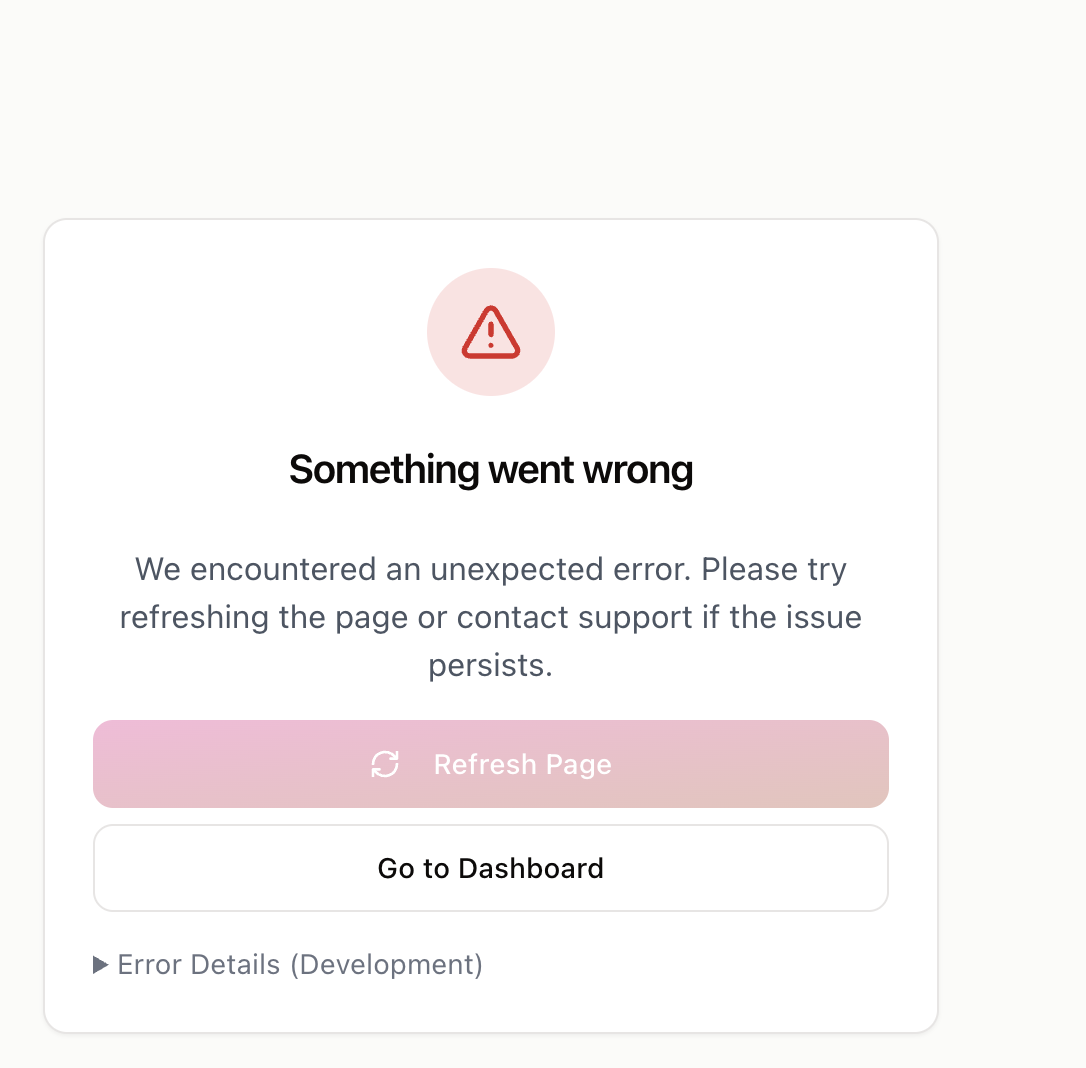 Something went wrong
We encountered an unexpected error. Please try
refreshing the page or contact support if the issue
persists.
Refresh Page
Go to Dashboard
Error Details (Development)